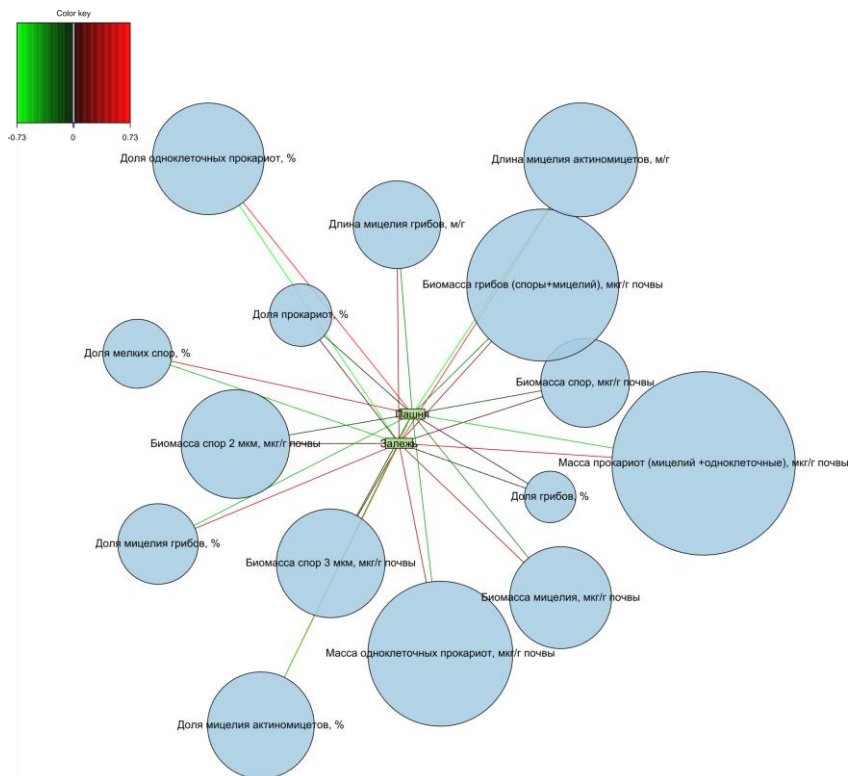 Color key
-0.73 0 0.73
Доля одноклеточных прокариот, %
Длина мицелия актиномицетов, м/г
Длина мицелия грибов, м/г
Биомасса грибов (споры+мицелий), мкг/г почвы
Доля прокариот, %
Доля мелких спор, %
Биомасса спор, мкг/г почвы
Пашня
Биомасса спор 2 мкм, мкг/г почвы
Залежь
Масса прокариот (мицелий +одноклеточные), мкг/г почвы
Доля грибов, %
Доля мицелия грибов, %
Биомасса спор 3 мкм, мкг/г почвы
Биомасса мицелия, мкг/г почвы
Масса одноклеточных прокариот, мкг/г почвы
Доля мицелия актиномицетов, %